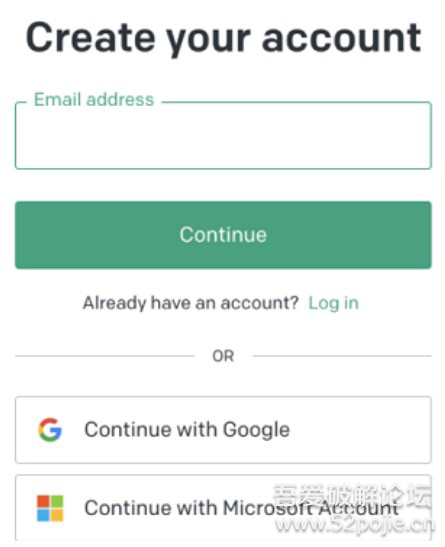 Create your account
Email address
Continue
Already have an account? Log in
OR
Continue with Google
Continue with Microsoft Account
吾爱破解论坛
www.52pojie.cn